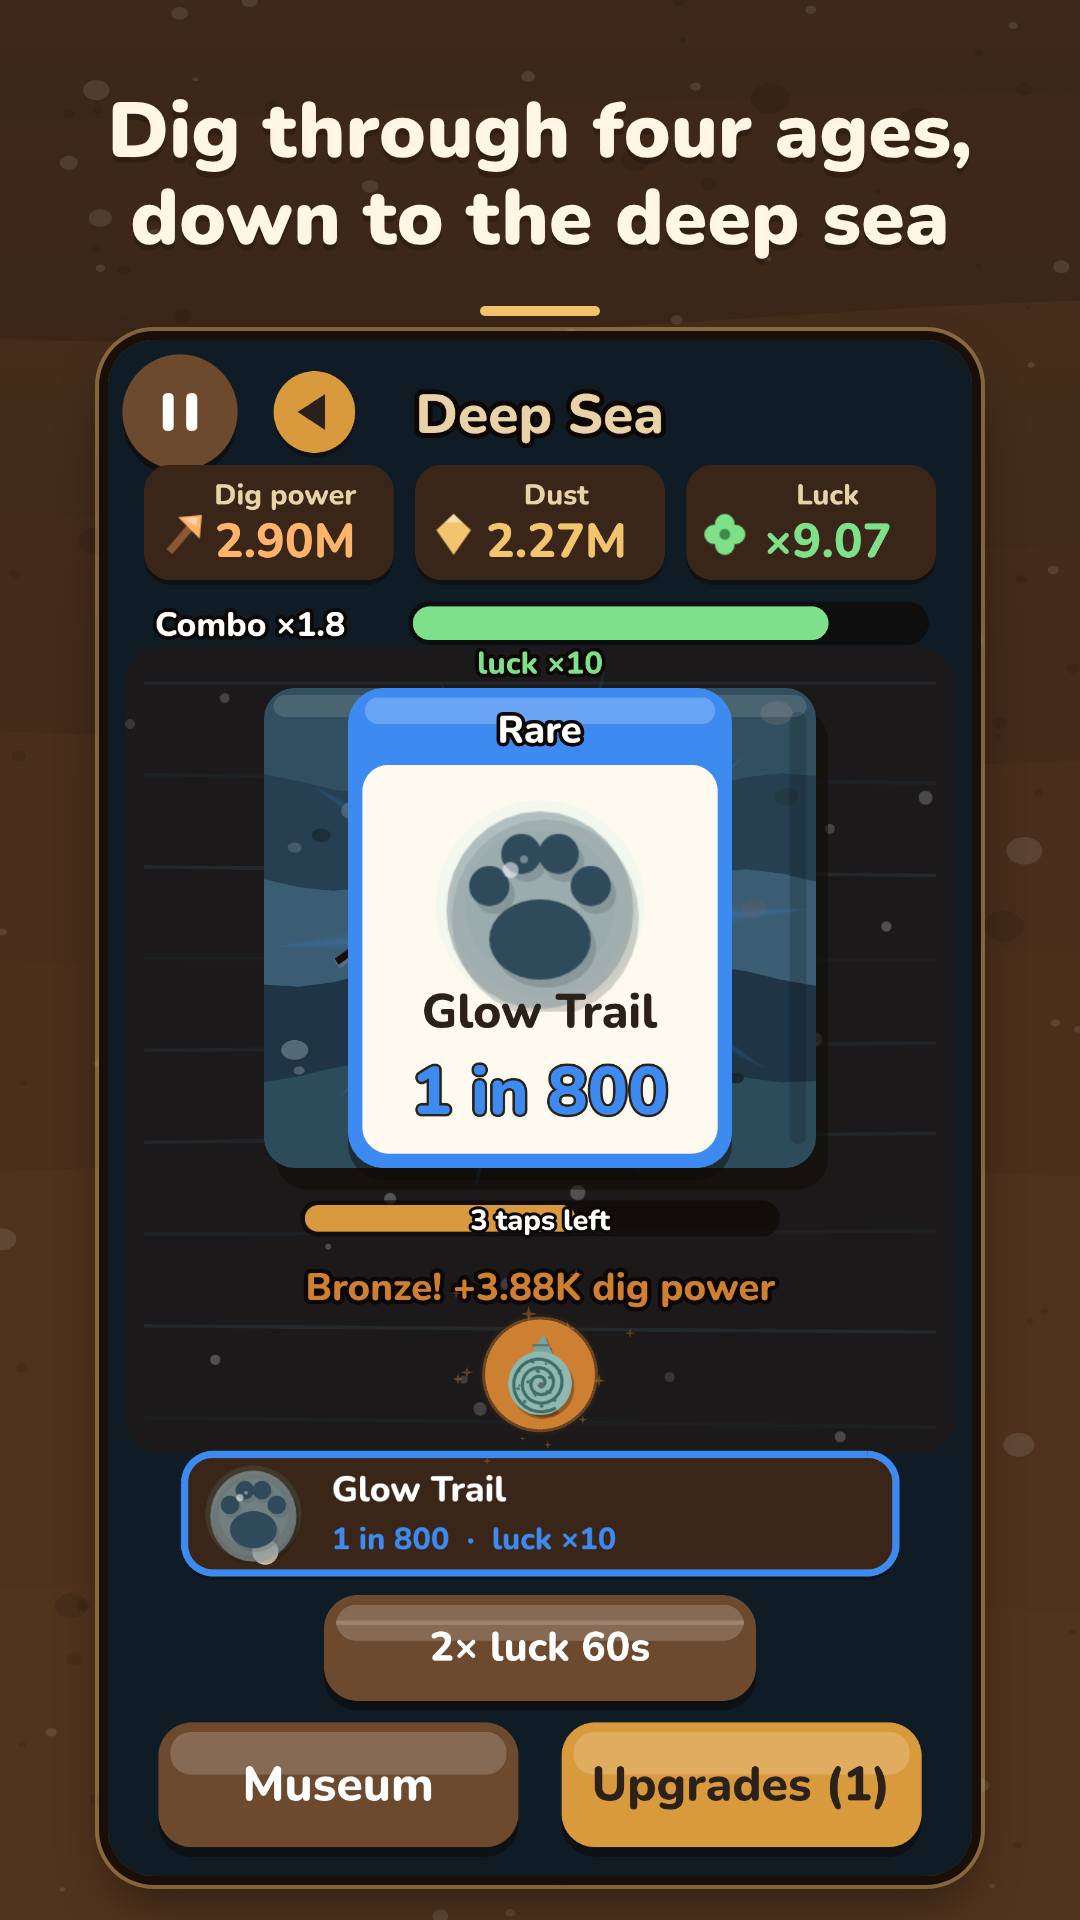 Dig through four ages,
down to the deep sea
Deep Sea
Dig power
2.90M
Dust
2.27M
Luck
×9.07
Combo ×1.8
luck ×10
Rare
Glow Trail
1 in 800
3 taps left
Bronze! +3.88K dig power
Glow Trail
1 in 800 · luck ×10
2× luck 60s
Museum
Upgrades (1)